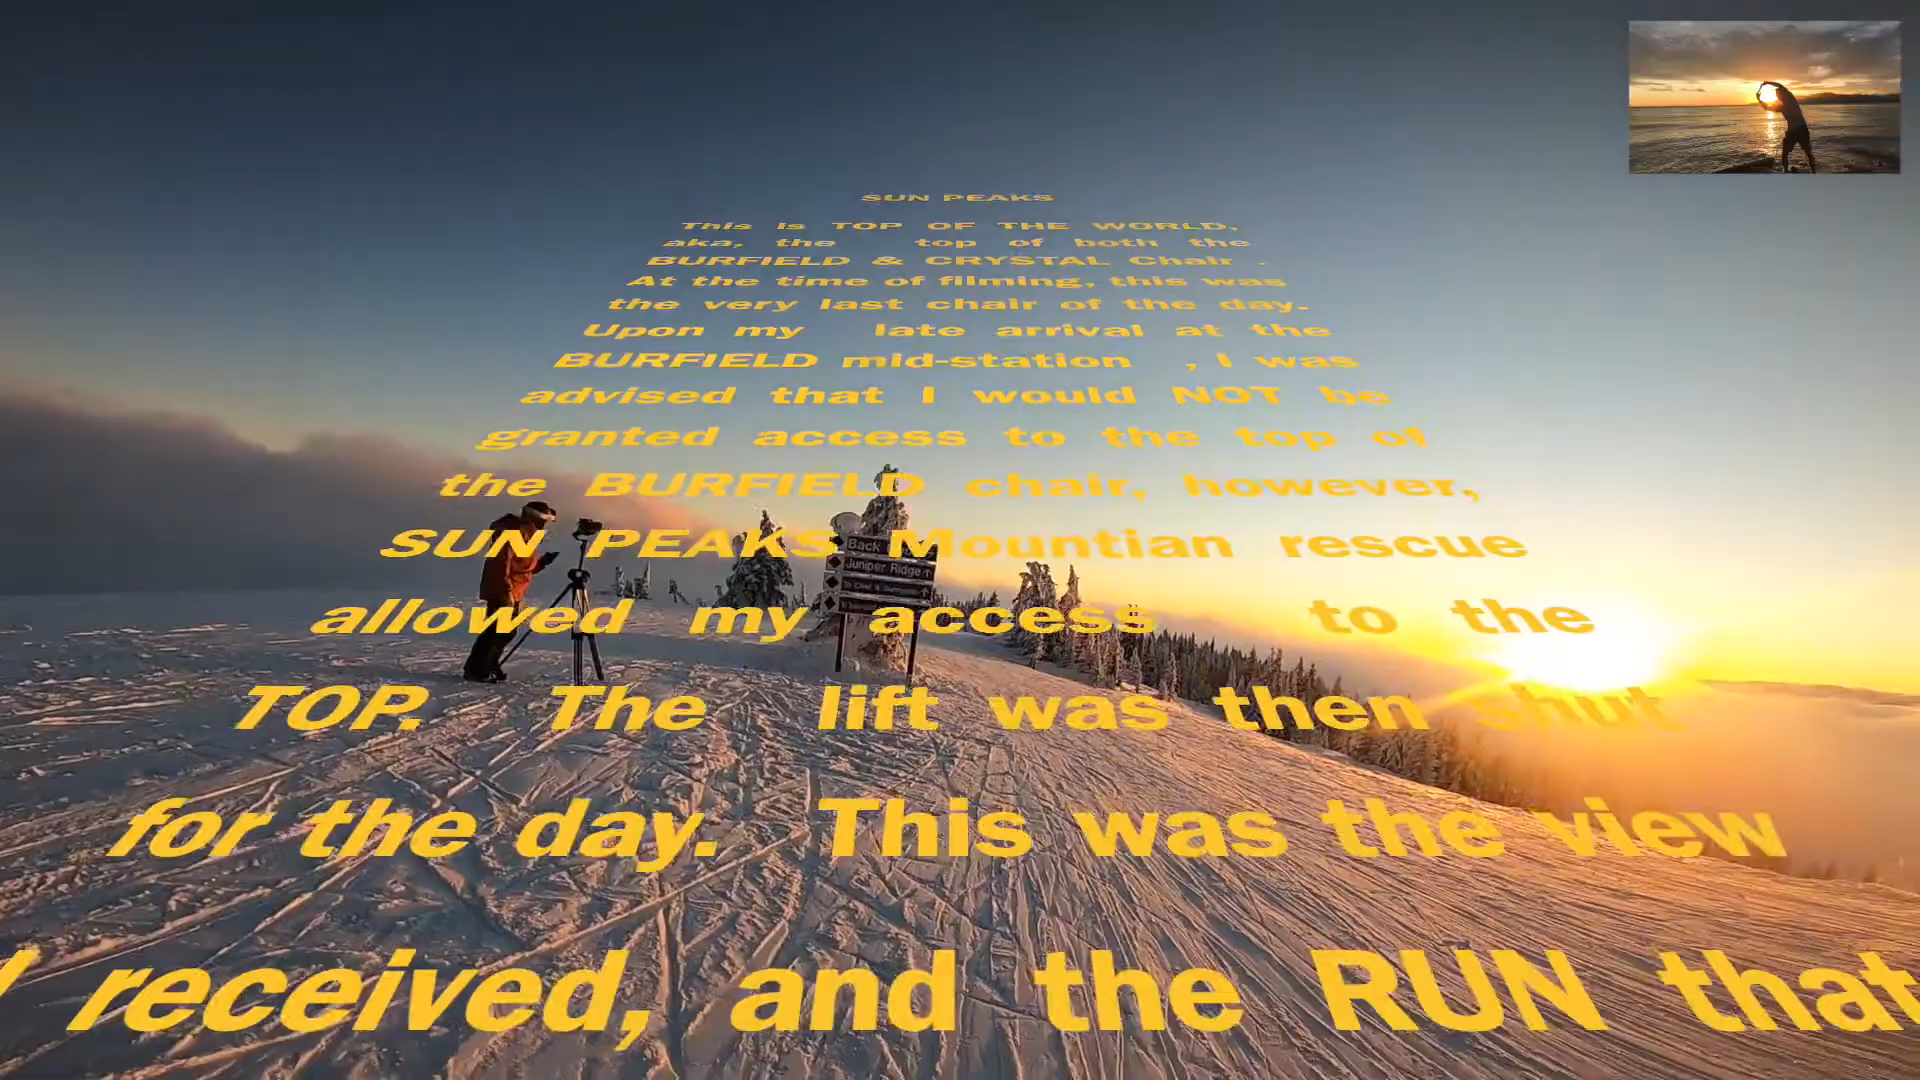 SUN PEAKS
This is TOP OF THE WORLD,
aka, the top of both the
BURFIELD & CRYSTAL Chair .
At the time of filming, this was
the very last chair of the day.
Upon my late arrival at the
BURFIELD mid-station , I was
advised that I would NOT be
granted access to the top of
the BURFIELD chair, however,
SUN PEAKS Mountian rescue
allowed my access to the
TOP. The lift was then shut
for the day. This was the view
I received, and the RUN that
Back
Juniper Ridge